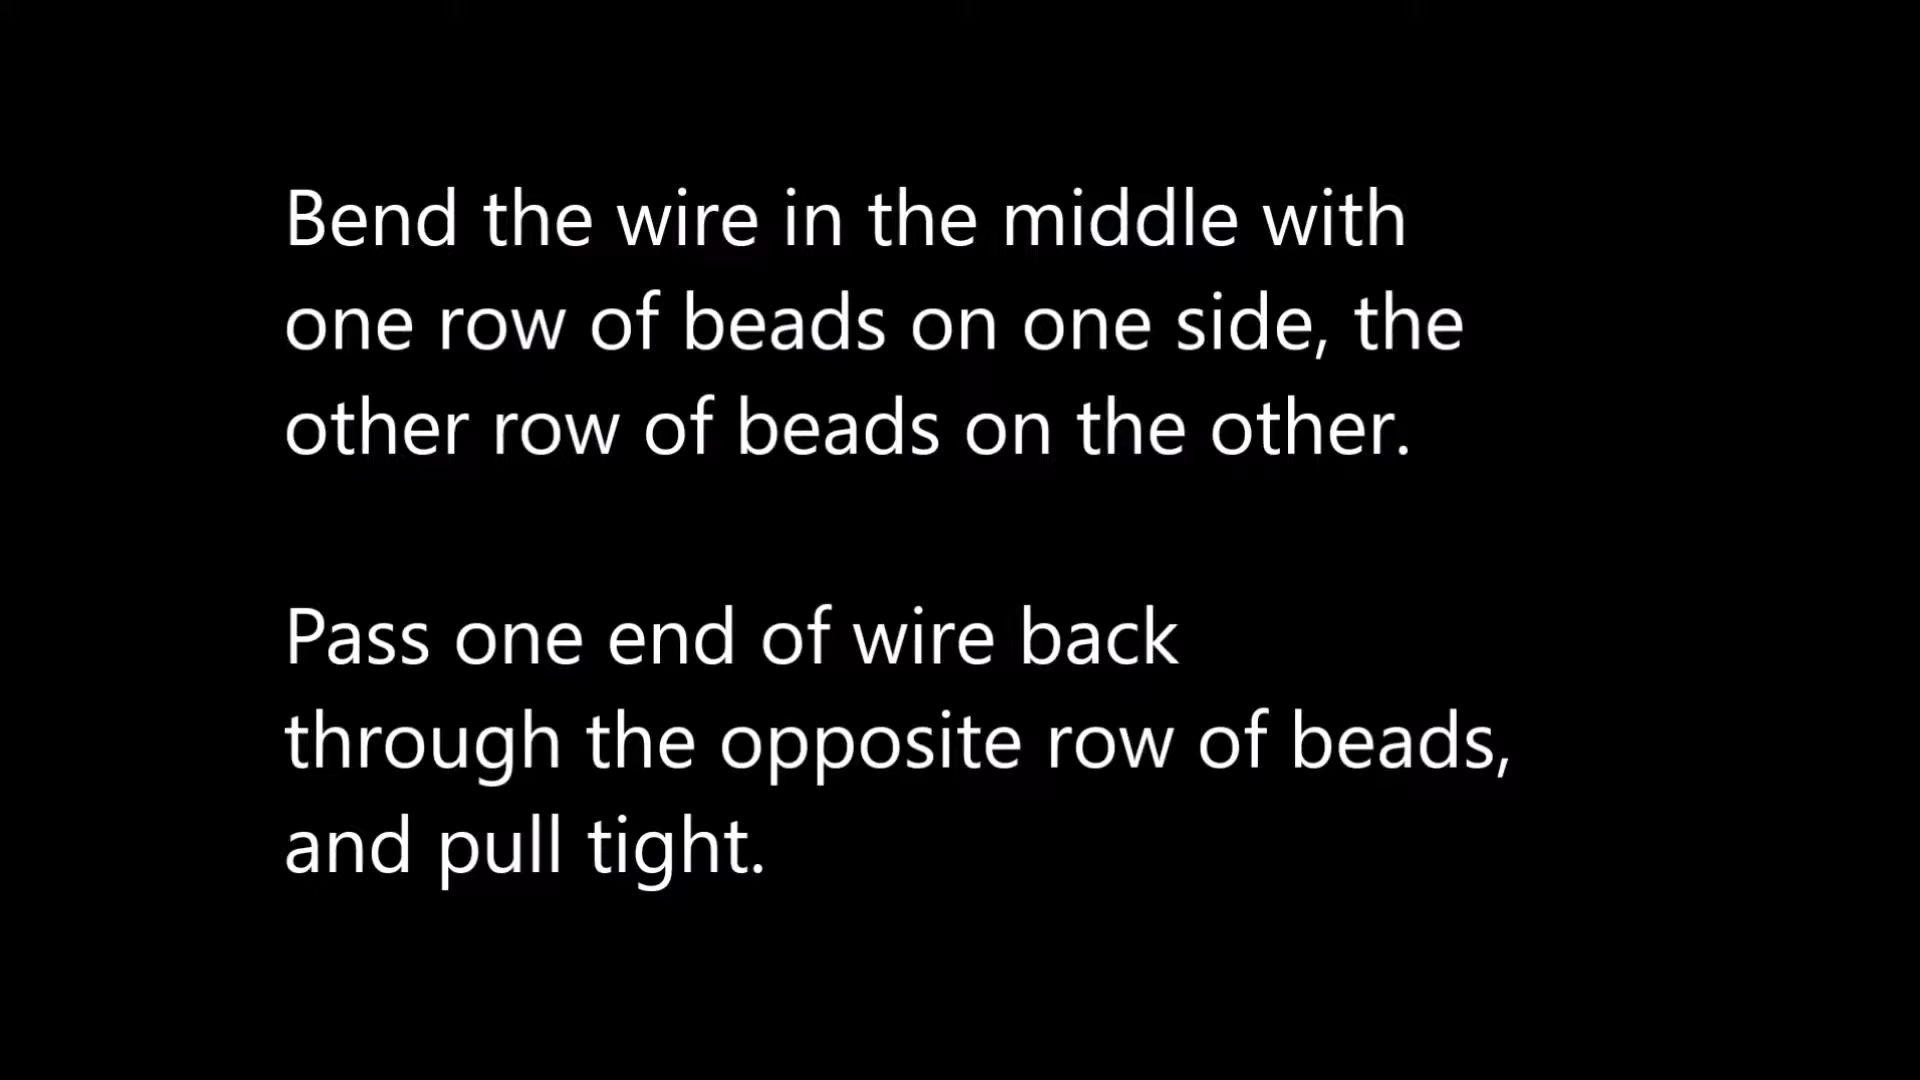 Bend the wire in the middle with
one row of beads on one side, the
other row of beads on the other.
Pass one end of wire back
through the opposite row of beads,
and pull tight.